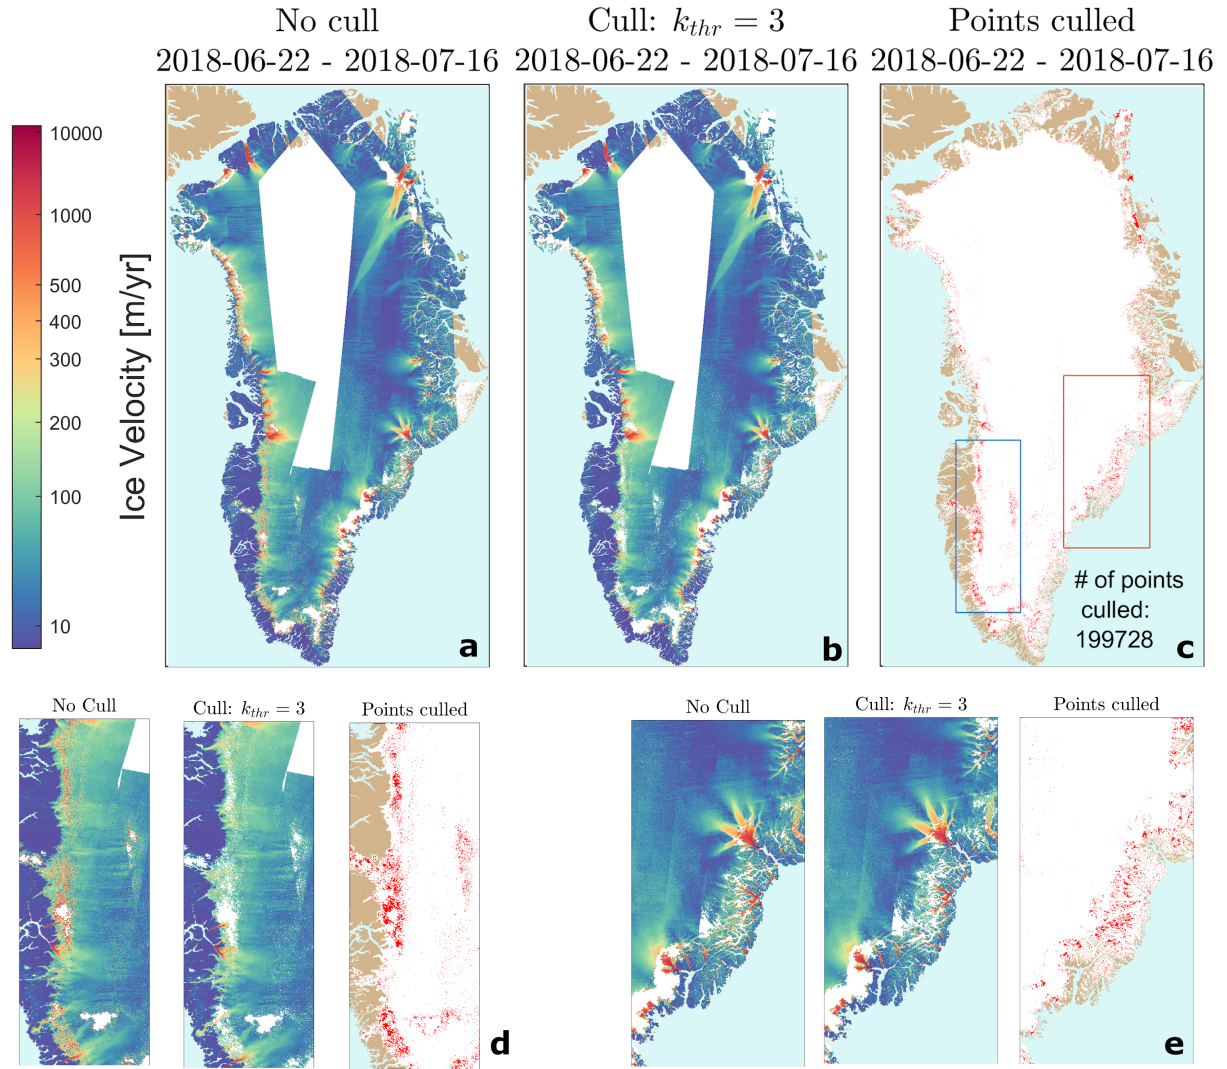 No cull
2018-06-22 - 2018-07-16
Cull: k_thr = 3
2018-06-22 - 2018-07-16
Points culled
2018-06-22 - 2018-07-16
10000
1000
500
400
300
200
100
10
Ice Velocity [m/yr]
a
b
# of points
culled:
199728
c
No Cull
Cull: k_thr = 3
Points culled
d
No Cull
Cull: k_thr = 3
Points culled
e